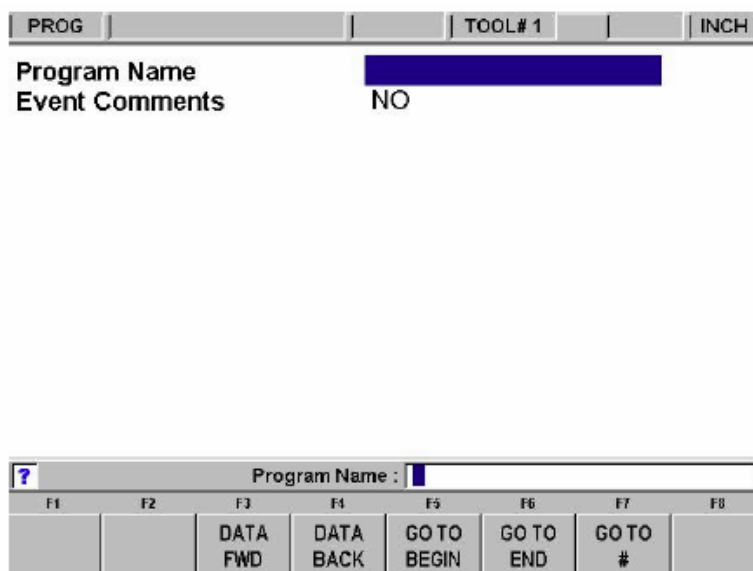 PROG TOOL# 1 INCH
Program Name
Event Comments NO
? Program Name :
F1 F2 F3 F4 F5 F6 F7 F8
DATA DATA GO TO GO TO GO TO
FWD BACK BEGIN END #